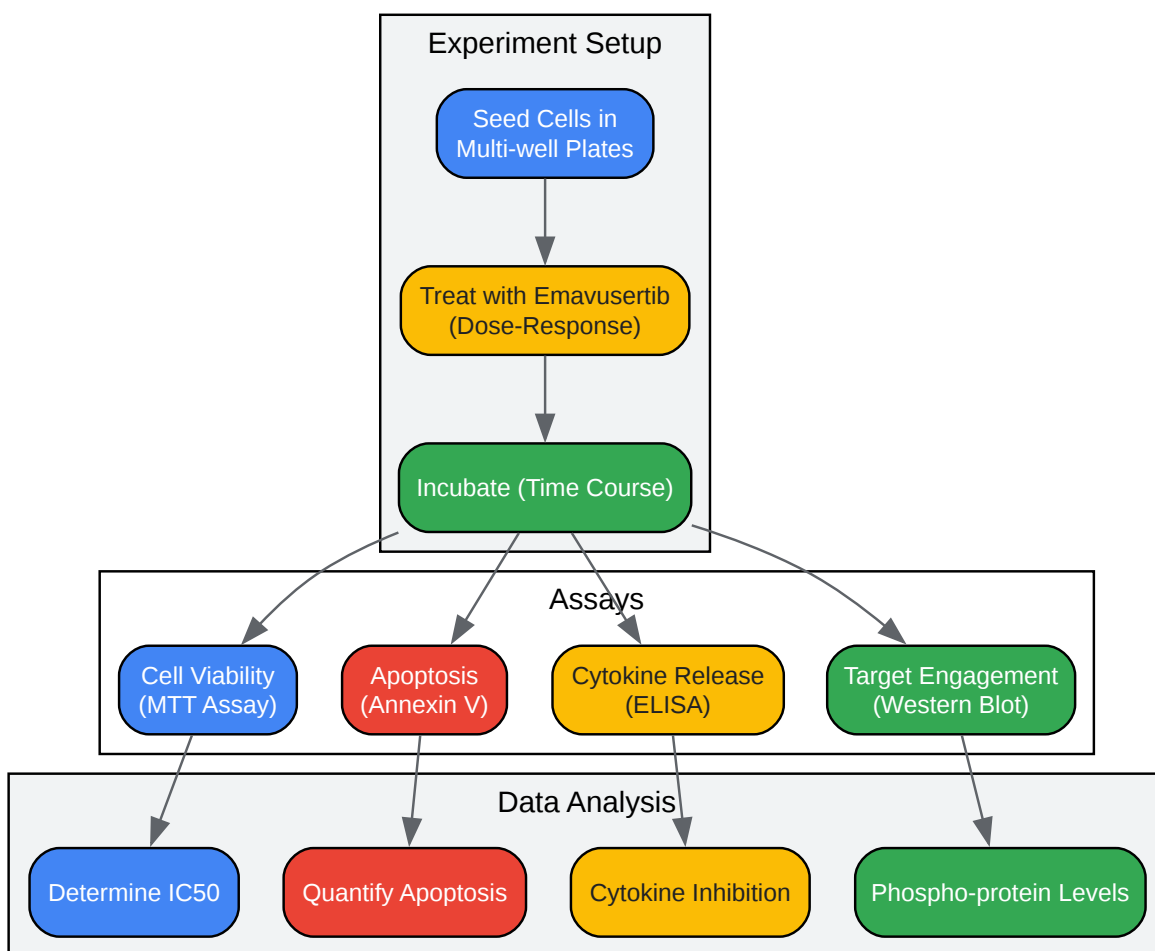 Experiment Setup
Seed Cells in
Multi-well Plates
Treat with Emavusertib
(Dose-Response)
Incubate (Time Course)
Assays
Cell Viability
(MTT Assay)
Apoptosis
(Annexin V)
Cytokine Release
(ELISA)
Target Engagement
(Western Blot)
Data Analysis
Determine IC50
Quantify Apoptosis
Cytokine Inhibition
Phospho-protein Levels